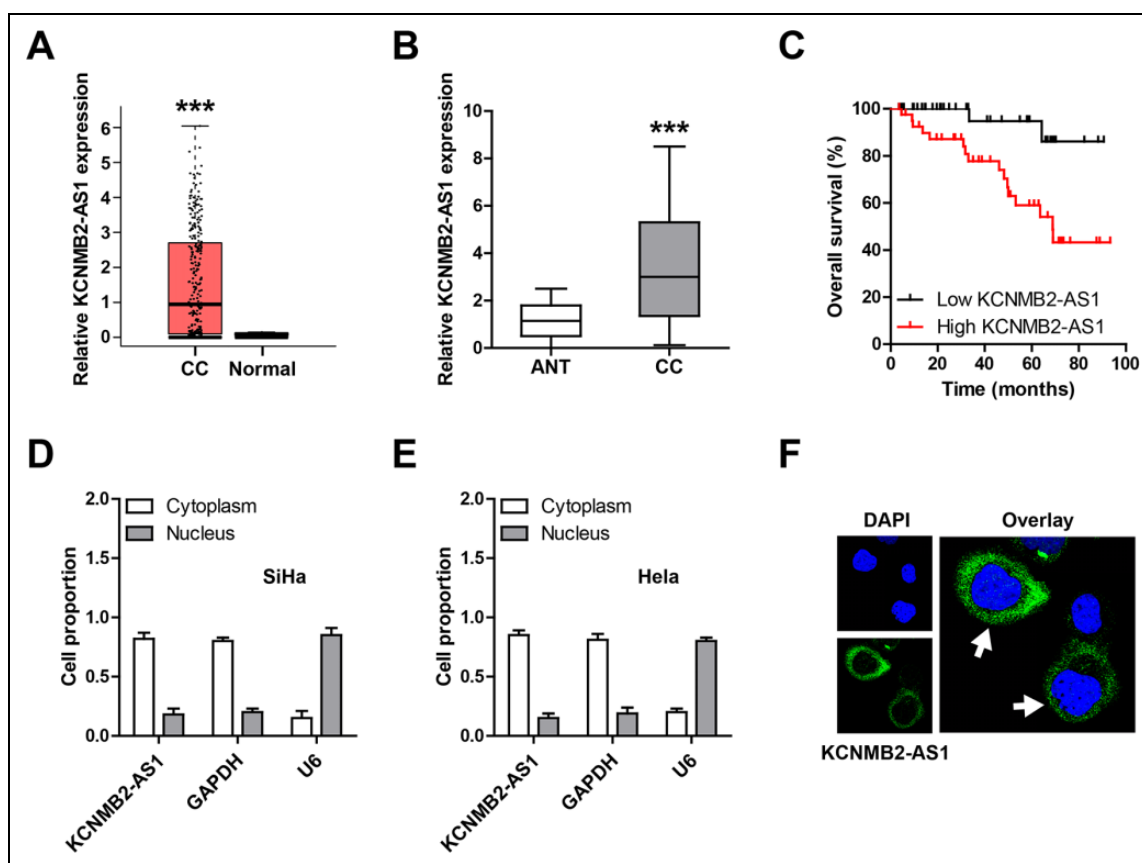 A
Relative KCNMB2-AS1 expression
6
5
4
3
2
1
0
***
CC Normal
B
Relative KCNMB2-AS1 expression
10
8
6
4
2
0
***
ANT CC
C
Overall survival (%)
100
80
60
40
20
0
Low KCNMB2-AS1
High KCNMB2-AS1
0 20 40 60 80 100
Time (months)
D
Cell proportion
2.0
1.5
1.0
0.5
0.0
Cytoplasm
Nucleus
SiHa
KCNMB2-AS1 GAPDH U6
E
Cell proportion
2.0
1.5
1.0
0.5
0.0
Cytoplasm
Nucleus
Hela
KCNMB2-AS1 GAPDH U6
F
DAPI Overlay
KCNMB2-AS1